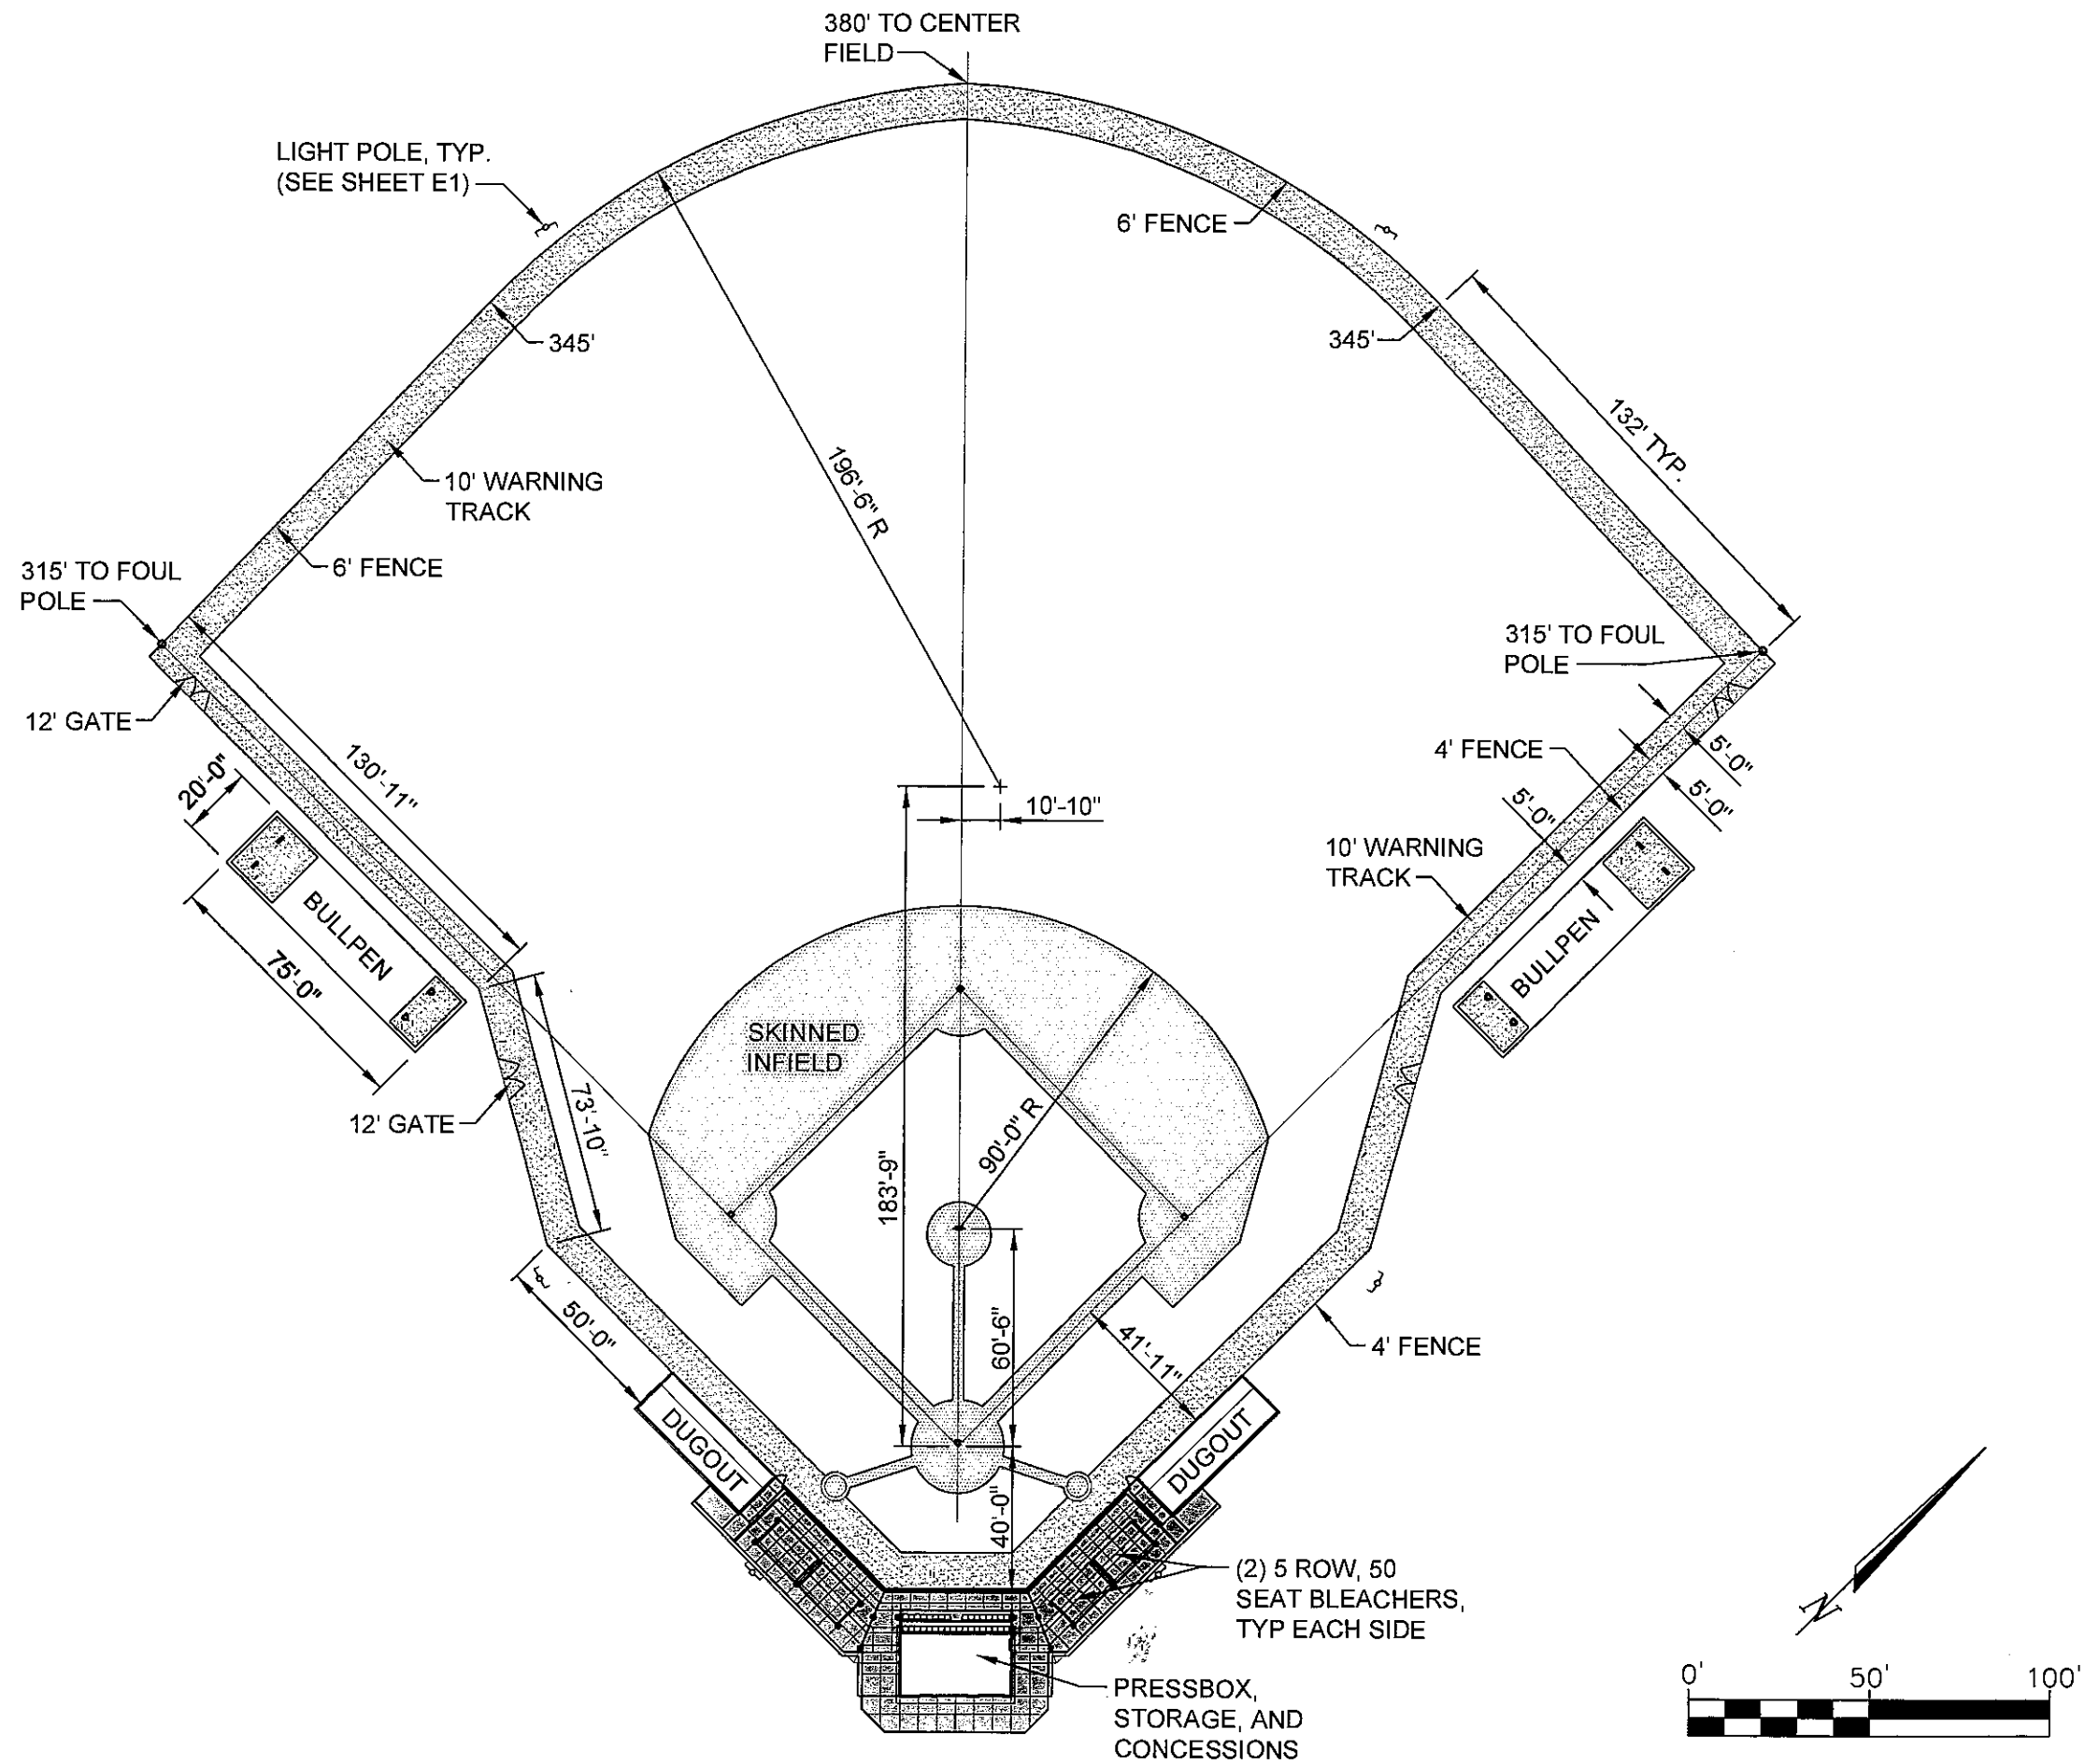 380' TO CENTER
FIELD
LIGHT POLE, TYP.
(SEE SHEET E1)
6' FENCE
345'
345'
132' TYP.
196'-6" R
10' WARNING
TRACK
6' FENCE
315' TO FOUL
POLE
315' TO FOUL
POLE
12' GATE
130'-11"
20'-0"
4' FENCE
5'-0"
5'-0"
5'-0"
10'-10"
10' WARNING
TRACK
BULLPEN
75'-0"
BULLPEN
SKINNED
INFIELD
73'-10"
12' GATE
183'-9"
90'-0" R
60'-6"
41'-11"
50'-0"
4' FENCE
DUGOUT
DUGOUT
40'-0"
(2) 5 ROW, 50
SEAT BLEACHERS,
TYP EACH SIDE
PRESSBOX,
STORAGE, AND
CONCESSIONS
N
0' 50' 100'